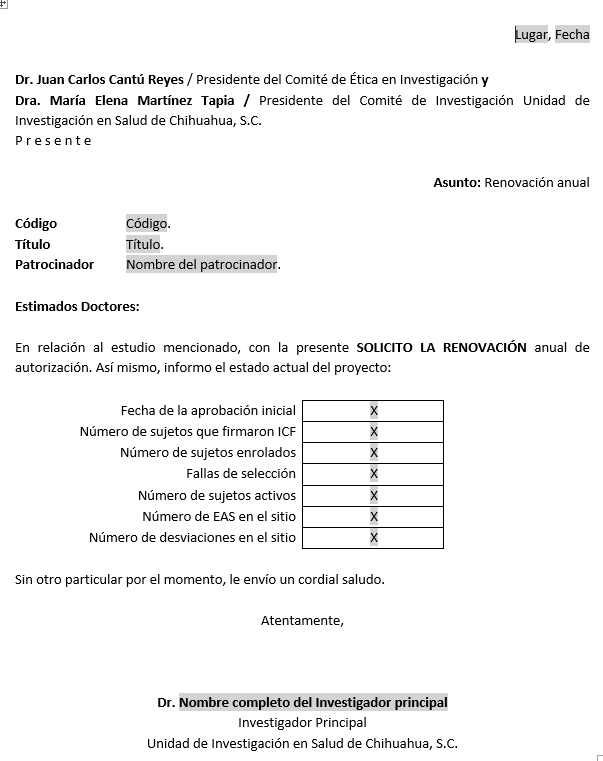 Lugar, Fecha
Dr. Juan Carlos Cantú Reyes / Presidente del Comité de Ética en Investigación y
Dra. María Elena Martínez Tapia / Presidente del Comité de Investigación Unidad de
Investigación en Salud de Chihuahua, S.C.
P r e s e n t e
Asunto: Renovación anual
Código Código.
Título Título.
Patrocinador Nombre del patrocinador.
Estimados Doctores:
En relación al estudio mencionado, con la presente SOLICITO LA RENOVACIÓN anual de
autorización. Así mismo, informo el estado actual del proyecto:
Fecha de la aprobación inicial X
Número de sujetos que firmaron ICF X
Número de sujetos enrolados X
Fallas de selección X
Número de sujetos activos X
Número de EAS en el sitio X
Número de desviaciones en el sitio X
Sin otro particular por el momento, le envío un cordial saludo.
Atentamente,
Dr. Nombre completo del Investigador principal
Investigador Principal
Unidad de Investigación en Salud de Chihuahua, S.C.